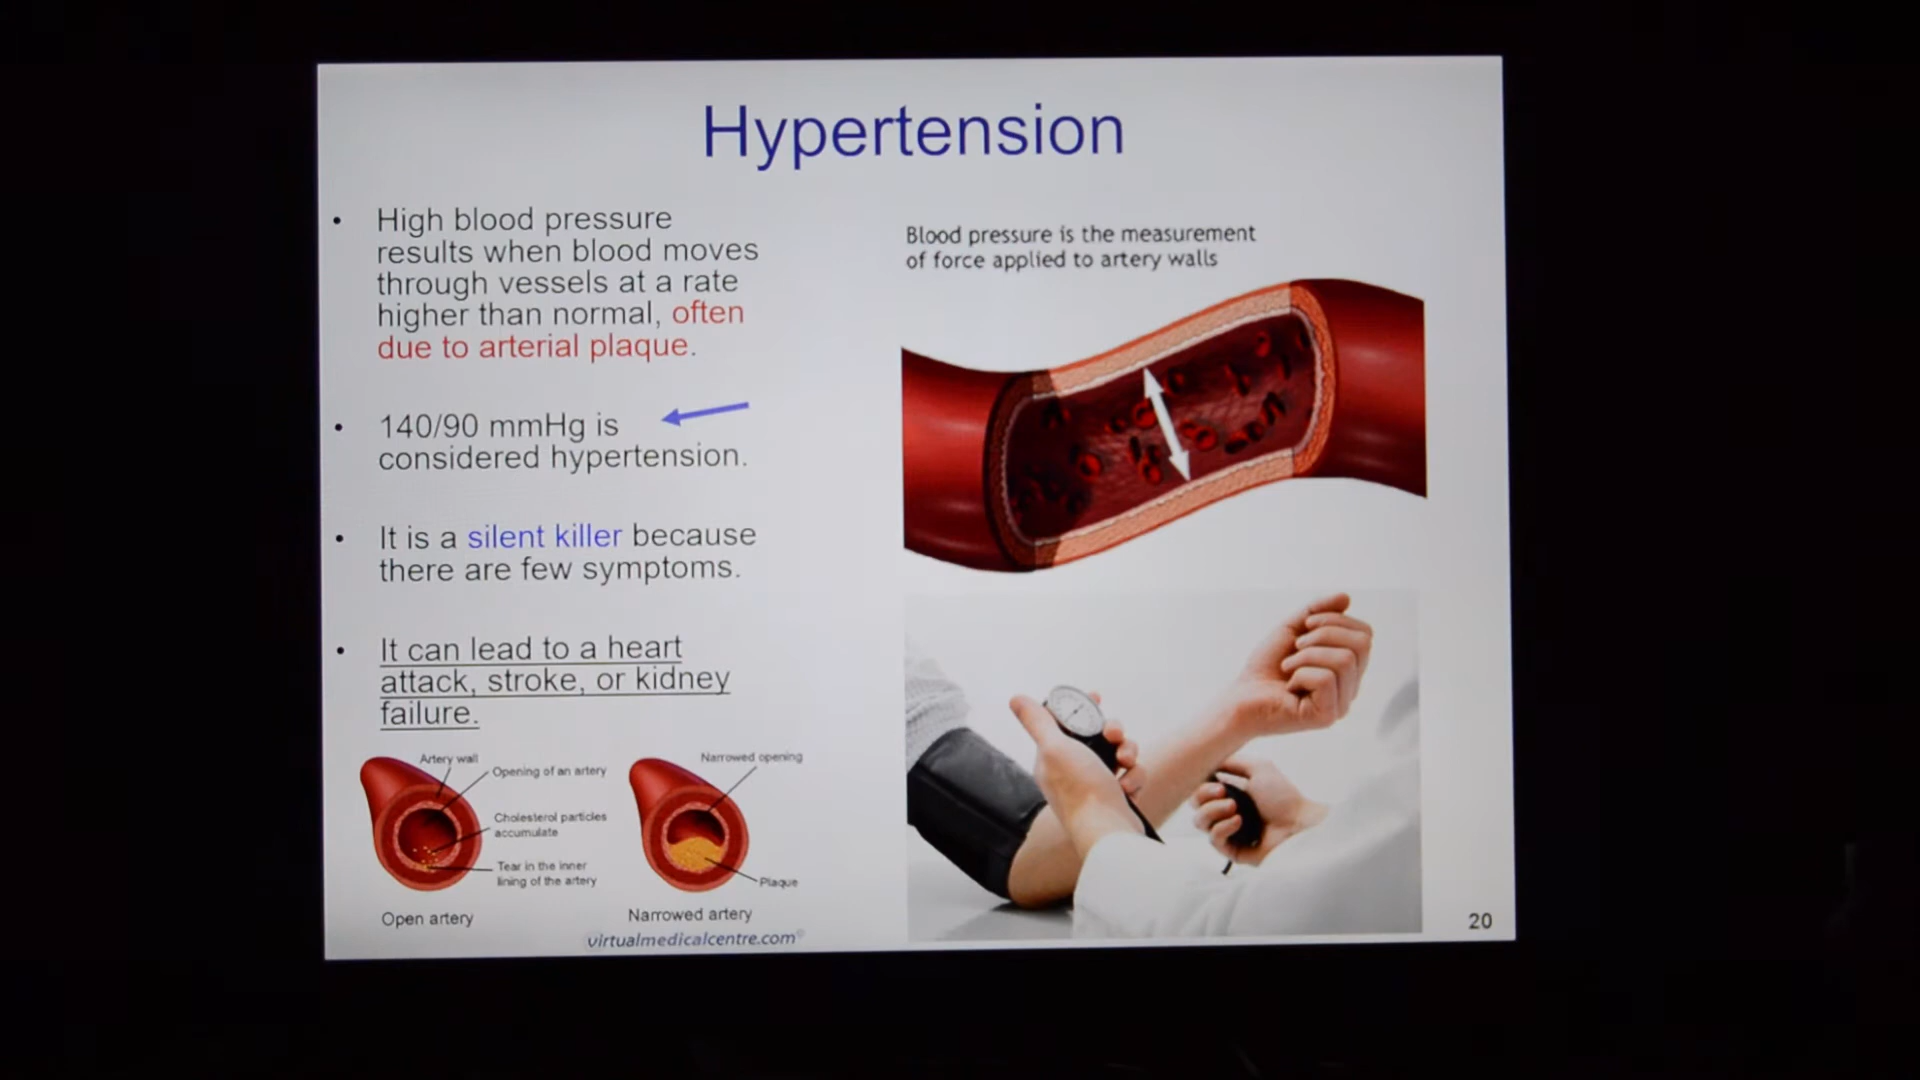 Hypertension
• High blood pressure
results when blood moves
through vessels at a rate
higher than normal, often
due to arterial plaque.
• 140/90 mmHg is
considered hypertension.
• It is a silent killer because
there are few symptoms.
• It can lead to a heart
attack, stroke, or kidney
failure.
Blood pressure is the measurement
of force applied to artery walls
Artery wall
Opening of an artery
Cholesterol particles
accumulate
Tear in the inner
lining of the artery
Open artery
Narrowed opening
Plaque
Narrowed artery
virtualmedicalcentre.com®
20